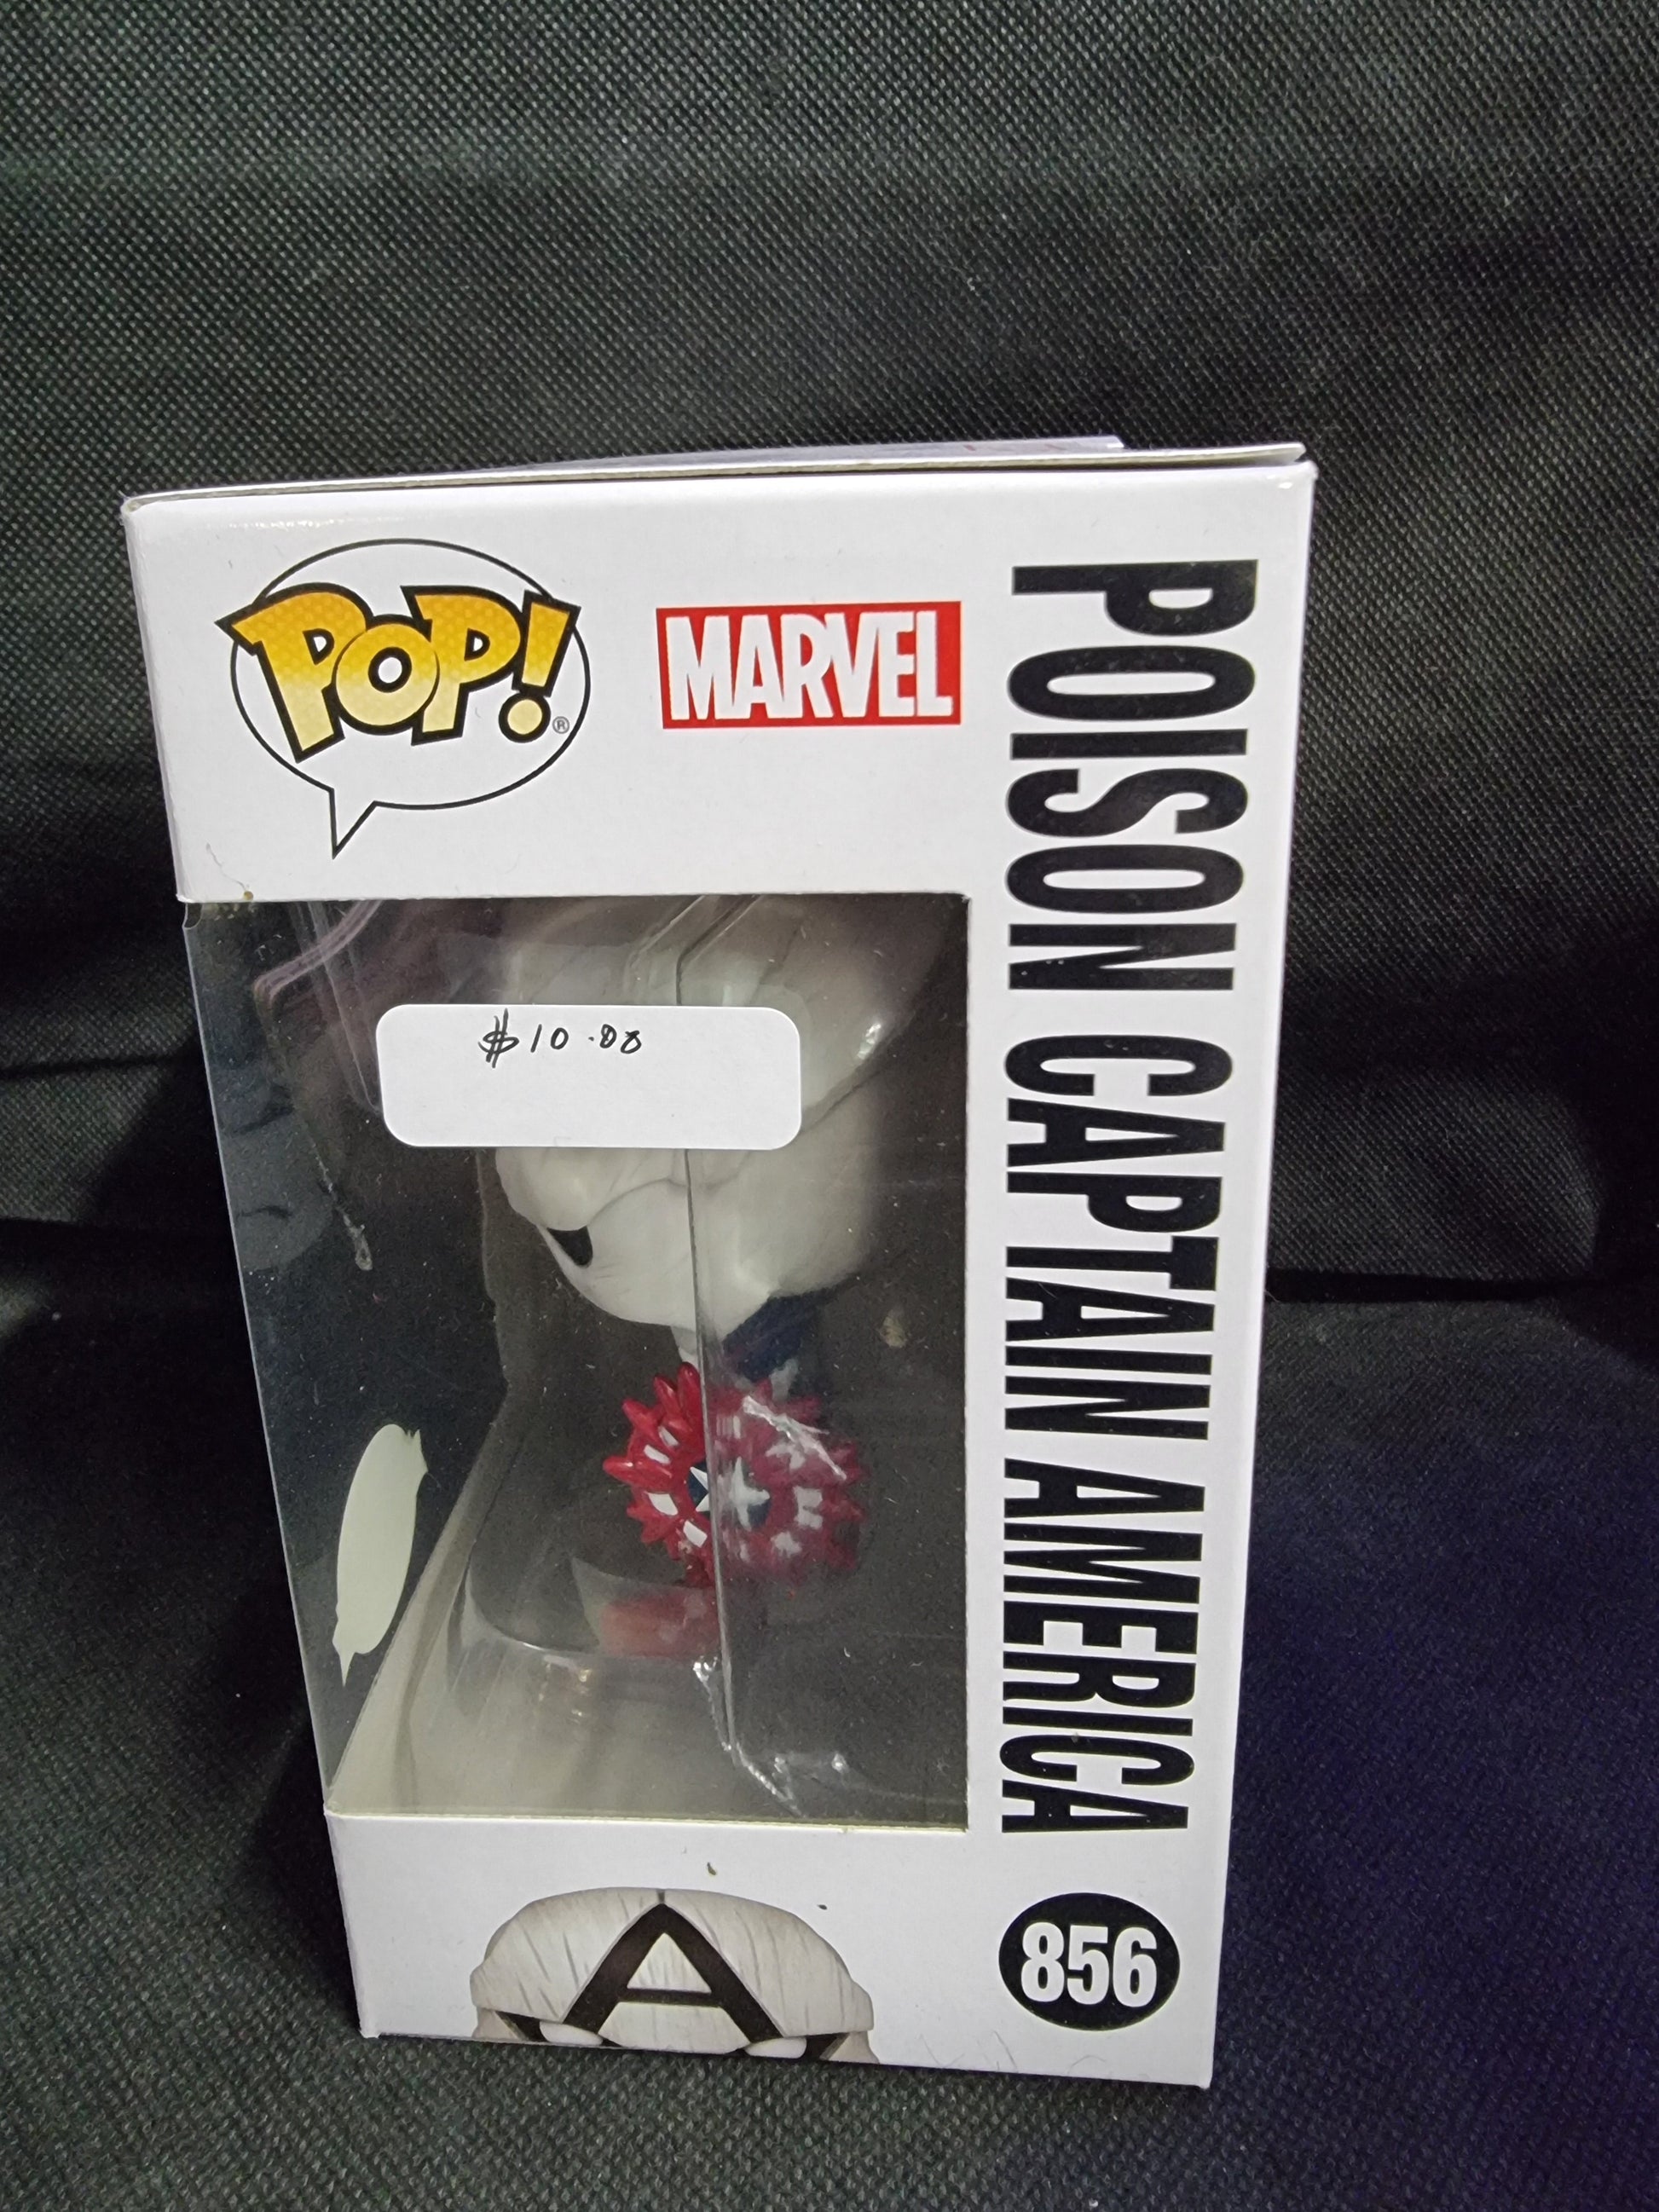 POP!®
MARVEL
POISON CAPTAIN AMERICA
$10.00
A
856